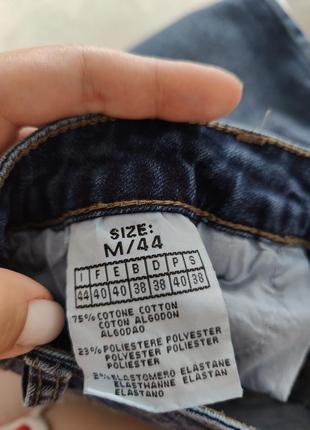 SIZE:
M/44
I F E B D P S
44 40 40 38 38 40 38
75% COTONE COTTON
COTON ALGODON
ALGODAO
23% POLIESTERE POLYESTER
POLYESTER POLIESTER
POLYESTER POLIESTER
2% ELASTOMERO ELASTANE
ELASTHANNE ELASTAN
ELASTANO